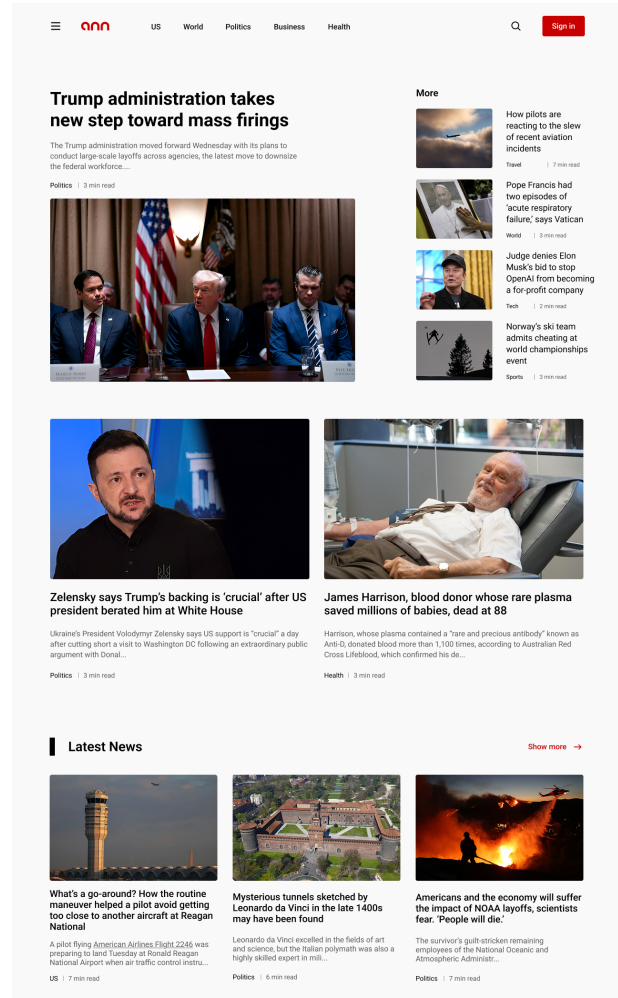 ann
US World Politics Business Health
Sign in
Trump administration takes
new step toward mass firings
The Trump administration moved forward Wednesday with its plans to
conduct large-scale layoffs across agencies, the latest move to downsize
the federal workforce....
Politics | 3 min read
More
How pilots are
reacting to the slew
of recent aviation
incidents
Travel | 7 min read
Pope Francis had
two episodes of
‘acute respiratory
failure,’ says Vatican
World | 3 min read
Judge denies Elon
Musk’s bid to stop
OpenAI from becoming
a for-profit company
Tech | 2 min read
Norway’s ski team
admits cheating at
world championships
event
Sports | 3 min read
Zelensky says Trump’s backing is ‘crucial’ after US
president berated him at White House
Ukraine’s President Volodymyr Zelensky says US support is “crucial” a day
after cutting short a visit to Washington DC following an extraordinary public
argument with Donal...
Politics | 3 min read
James Harrison, blood donor whose rare plasma
saved millions of babies, dead at 88
Harrison, whose plasma contained a “rare and precious antibody” known as
Anti-D, donated blood more than 1,100 times, according to Australian Red
Cross Lifeblood, which confirmed his de...
Health | 3 min read
Latest News
Show more
What’s a go-around? How the routine
maneuver helped a pilot avoid getting
too close to another aircraft at Reagan
National
A pilot flying American Airlines Flight 2246 was
preparing to land Tuesday at Ronald Reagan
National Airport when air traffic control instru...
US | 7 min read
Mysterious tunnels sketched by
Leonardo da Vinci in the late 1400s
may have been found
Leonardo da Vinci excelled in the fields of art
and science, but the Italian polymath was also a
highly skilled expert in mili...
Politics | 6 min read
Americans and the economy will suffer
the impact of NOAA layoffs, scientists
fear. ‘People will die.’
The survivor’s guilt-stricken remaining
employees of the National Oceanic and
Atmospheric Administr...
Politics | 7 min read